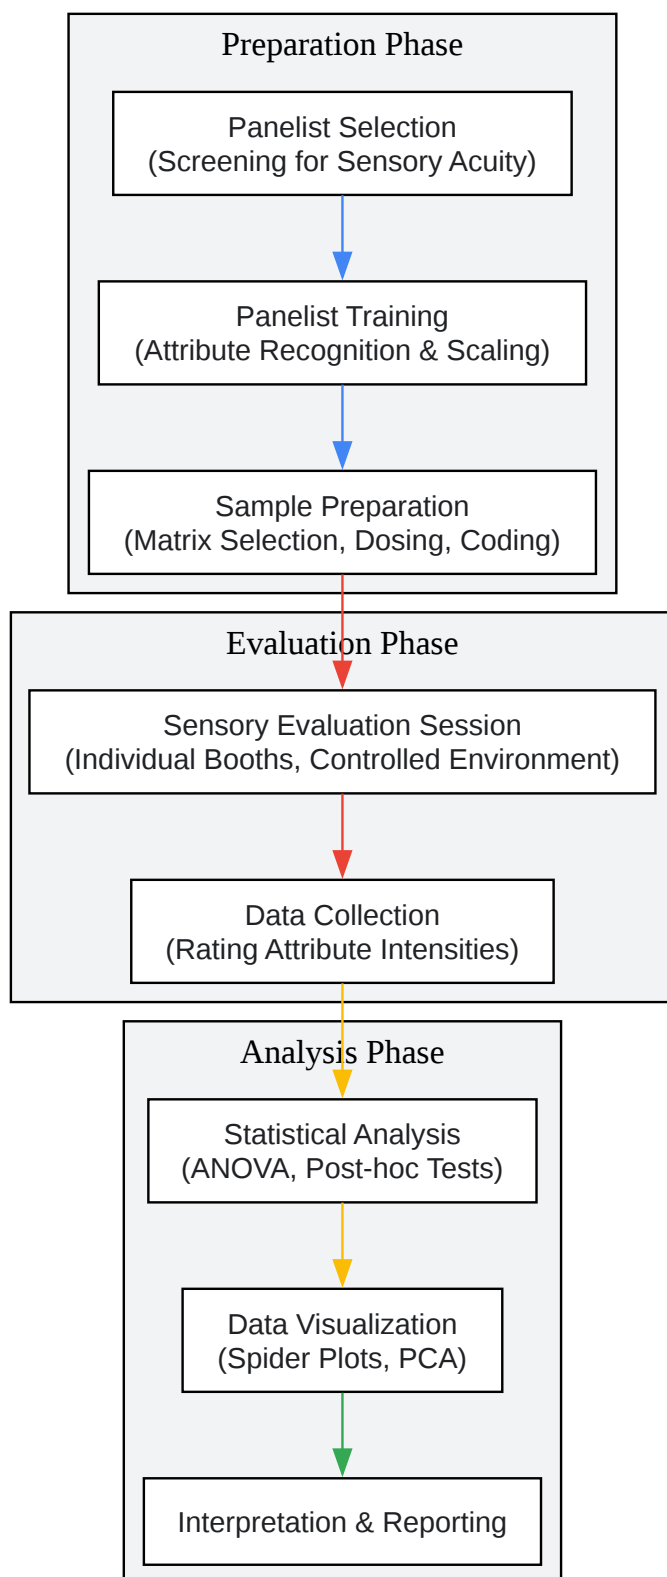 Preparation Phase
Panelist Selection
(Screening for Sensory Acuity)
Panelist Training
(Attribute Recognition & Scaling)
Sample Preparation
(Matrix Selection, Dosing, Coding)
Evaluation Phase
Sensory Evaluation Session
(Individual Booths, Controlled Environment)
Data Collection
(Rating Attribute Intensities)
Analysis Phase
Statistical Analysis
(ANOVA, Post-hoc Tests)
Data Visualization
(Spider Plots, PCA)
Interpretation & Reporting